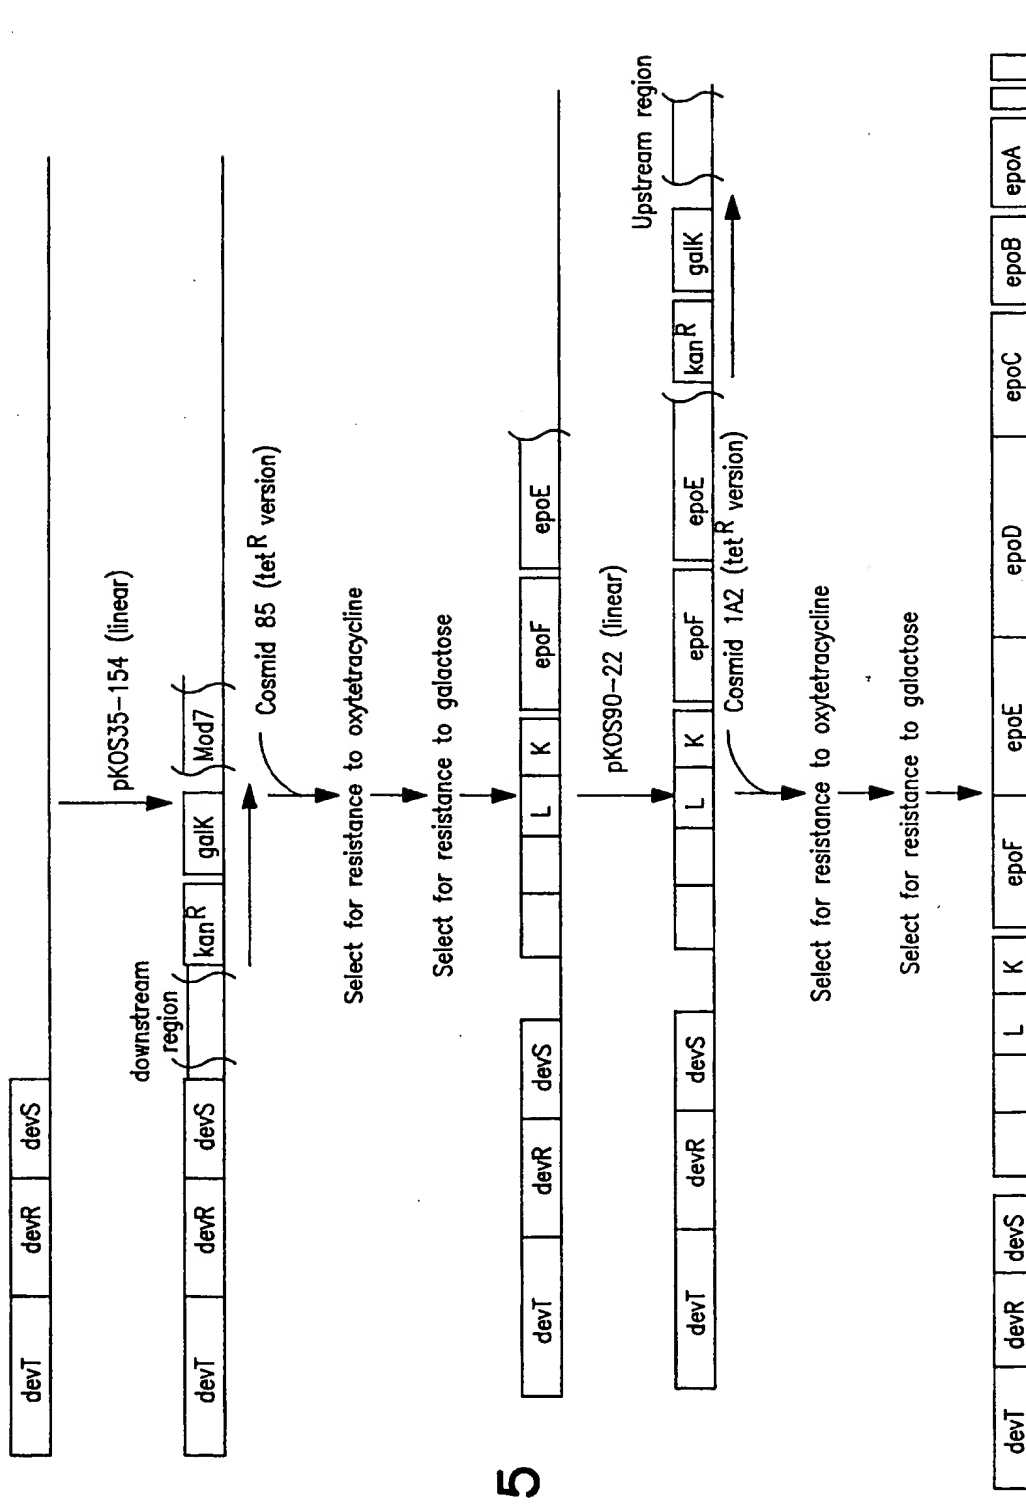 devT devR devS
pKOS35-154 (linear)
downstream
region
devT devR devS kanR galK Mod7
Cosmid 85 (tetR version)
Select for resistance to oxytetracycline
Select for resistance to galactose
devT devR devS L K epoF epoE
pKOS90-22 (linear)
Upstream region
devT devR devS L K epoF epoE kanR galK
Cosmid 1A2 (tetR version)
Select for resistance to oxytetracycline
Select for resistance to galactose
devT devR devS L K epoF epoE epoD epoC epoB epoA
5